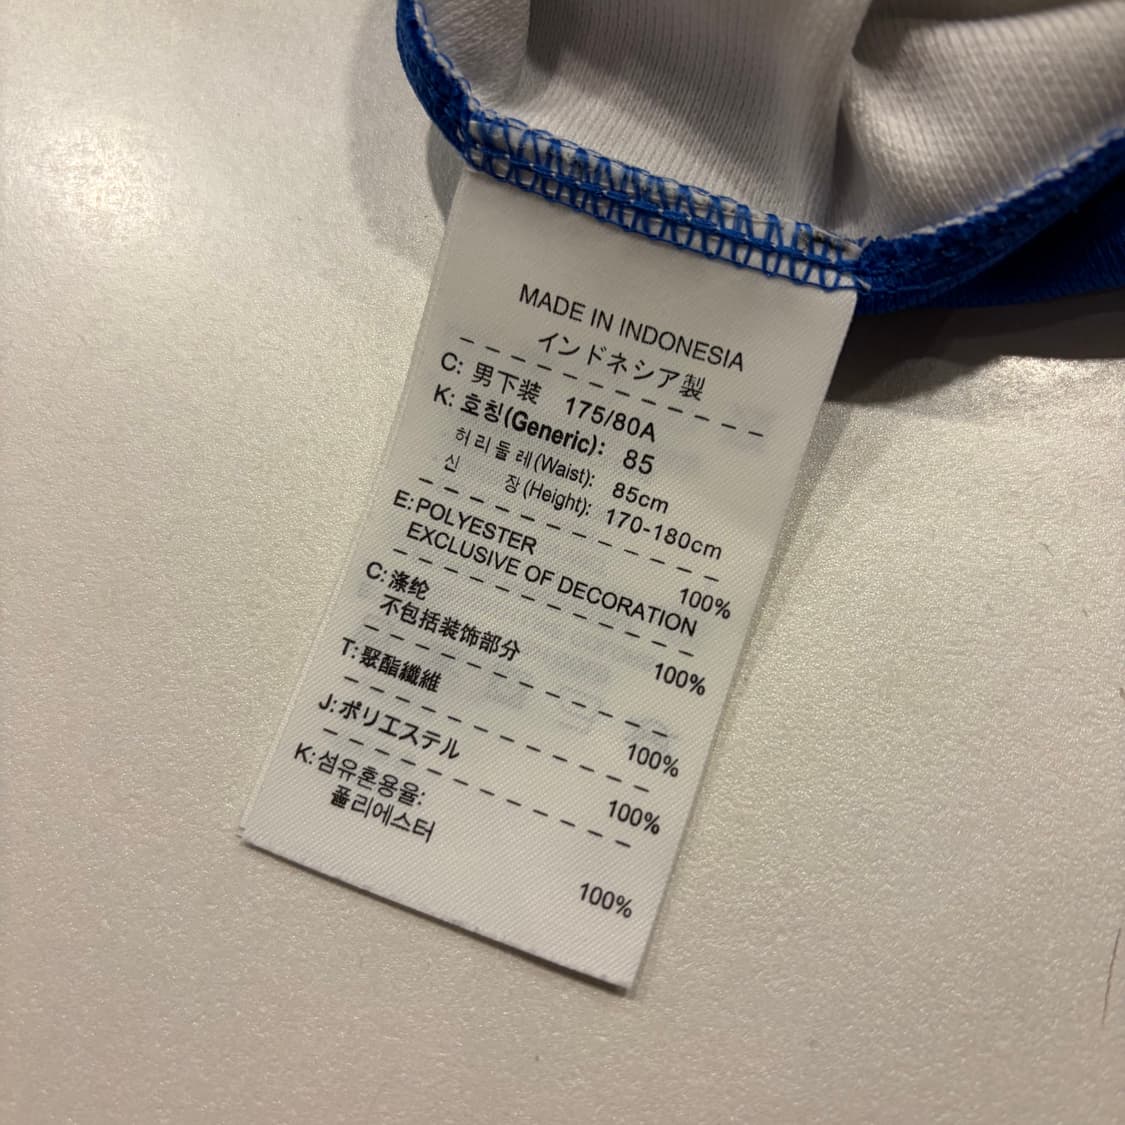 MADE IN INDONESIA
インドネシア製
C: 男下装 175/80A
K: 호칭(Generic): 85
허리둘레(Waist): 85cm
신 장(Height): 170-180cm
E: POLYESTER 100%
EXCLUSIVE OF DECORATION
C: 涤纶 100%
不包括装饰部分
T: 聚酯纖維 100%
J: ポリエステル 100%
K: 섬유혼용율:
폴리에스터 100%